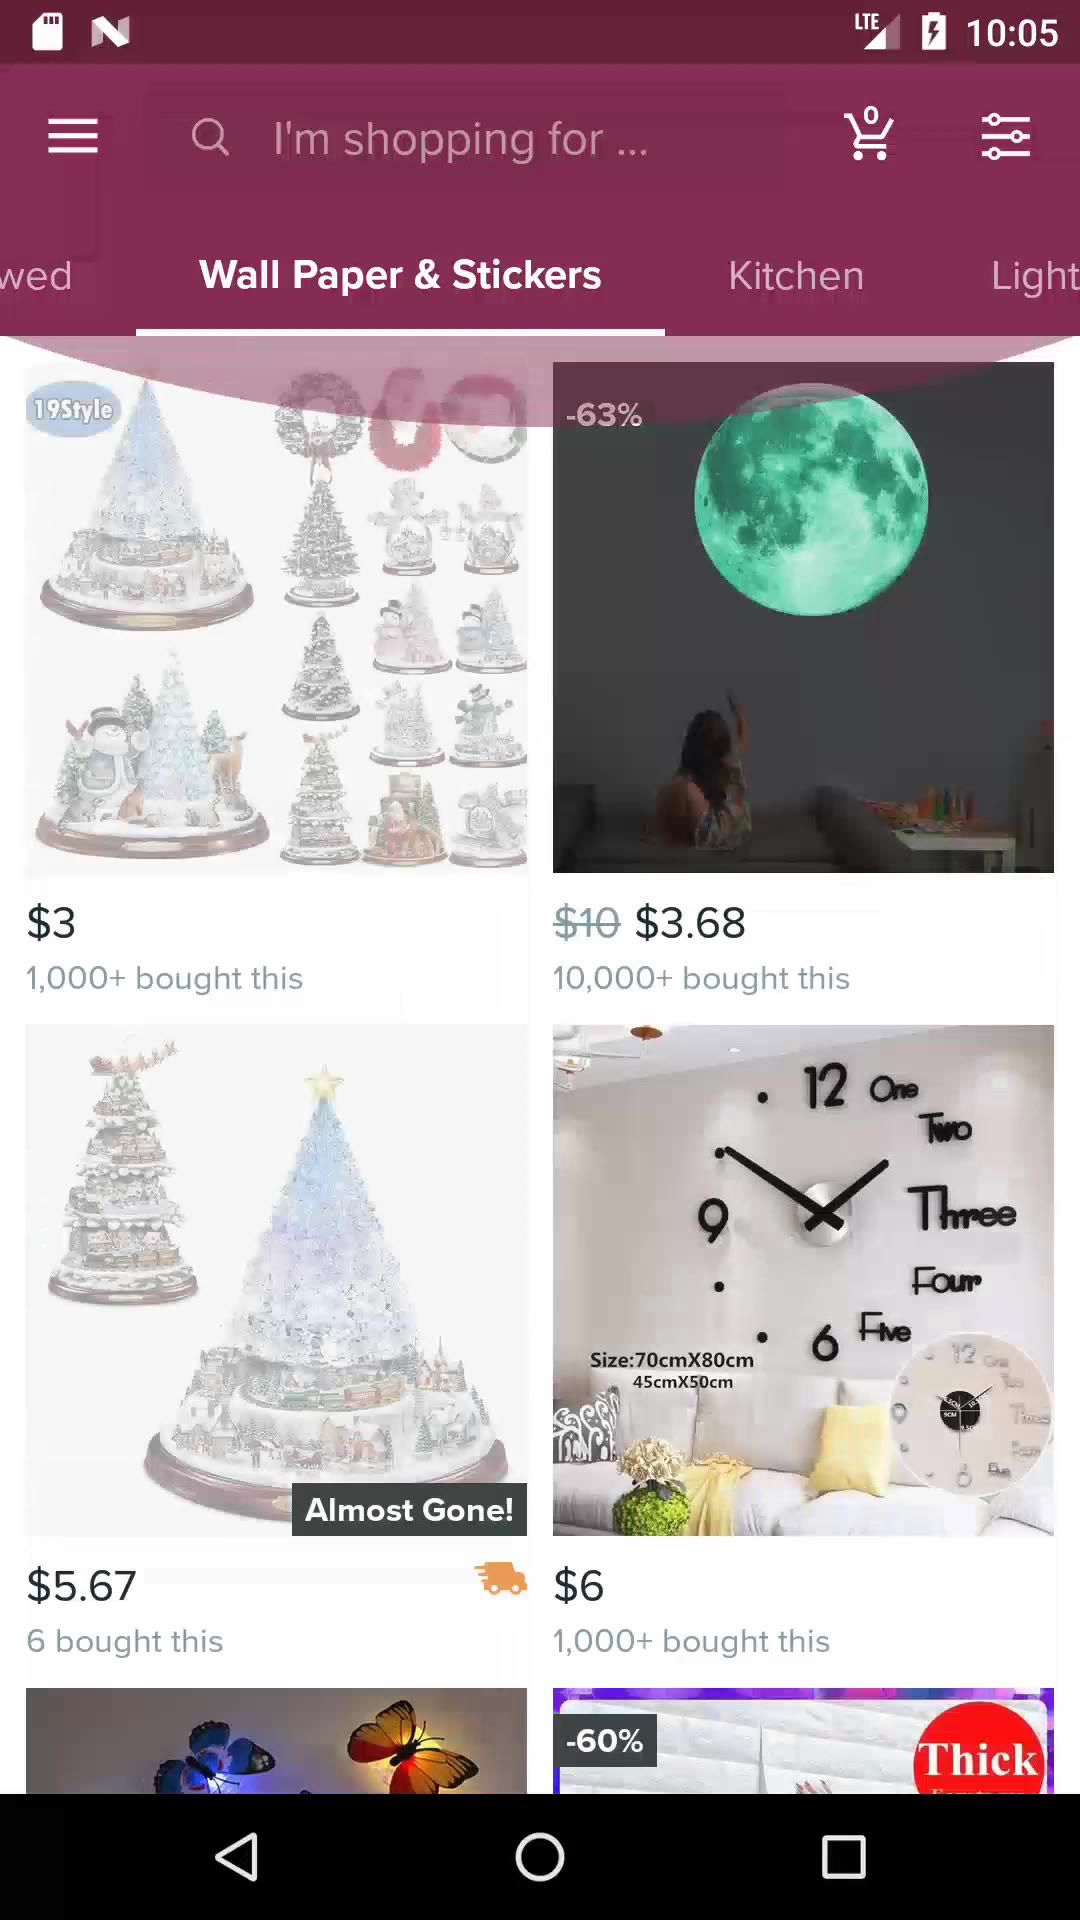 LTE 10:05
I'm shopping for ... 0
wed Wall Paper & Stickers Kitchen Light
19Style
-63%
$3
1,000+ bought this
$10 $3.68
10,000+ bought this
Almost Gone!
$5.67
6 bought this
12 One
Two
9 Three
Four
6 Five
Size:70cmX80cm
45cmX50cm
$6
1,000+ bought this
-60%
Thick